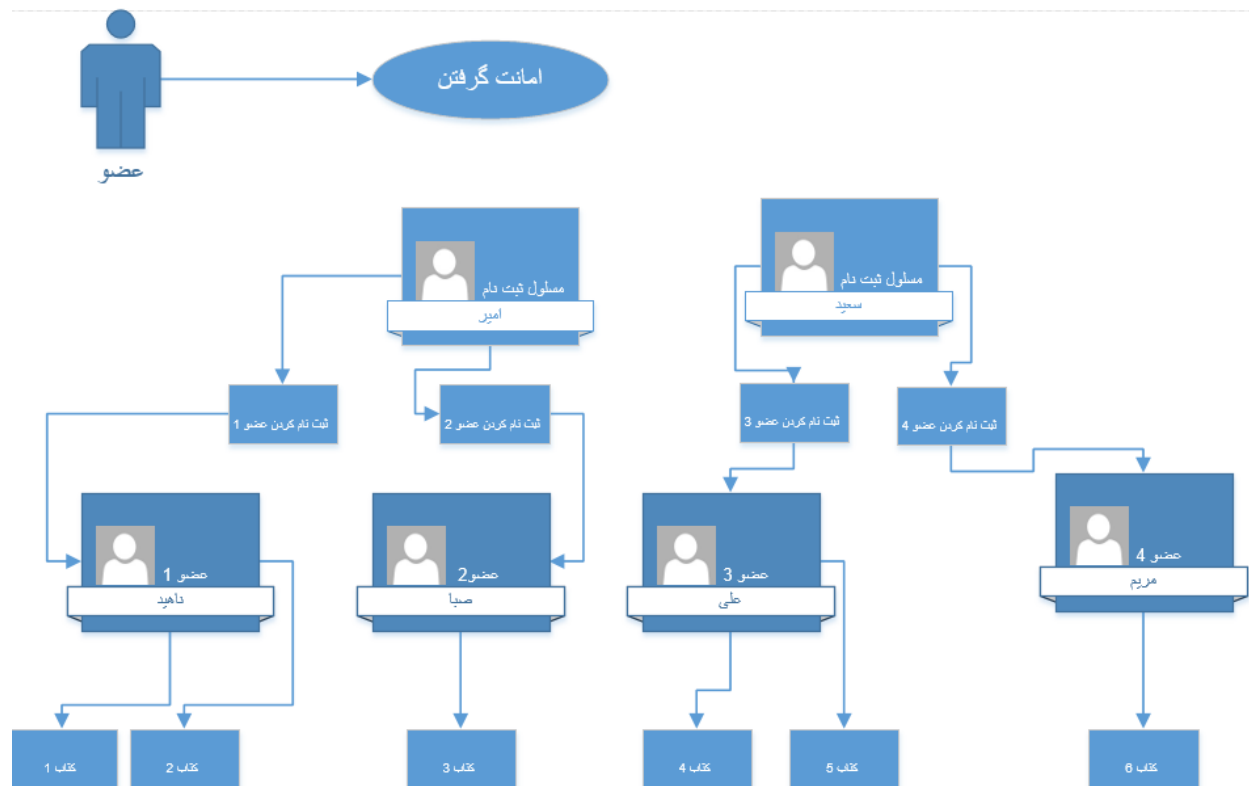 امانت گرفتن
عضو
مسئول ثبت نام
امیر
مسئول ثبت نام
سعید
ثبت نام کردن عضو 1
ثبت نام کردن عضو 2
ثبت نام کردن عضو 3
ثبت نام کردن عضو 4
عضو 1
ناهید
عضو2
صبا
عضو 3
علی
عضو 4
مریم
کتاب 1
کتاب 2
کتاب 3
کتاب 4
کتاب 5
کتاب 6